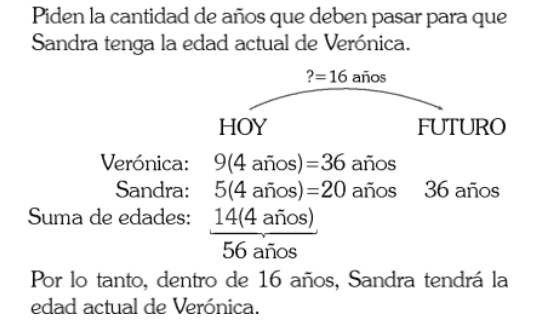 Piden la cantidad de años que deben pasar para que
Sandra tenga la edad actual de Verónica.
?=16 años
HOY FUTURO
Verónica: 9(4 años)=36 años
Sandra: 5(4 años)=20 años 36 años
Suma de edades: 14(4 años)
56 años
Por lo tanto, dentro de 16 años, Sandra tendrá la
edad actual de Verónica.